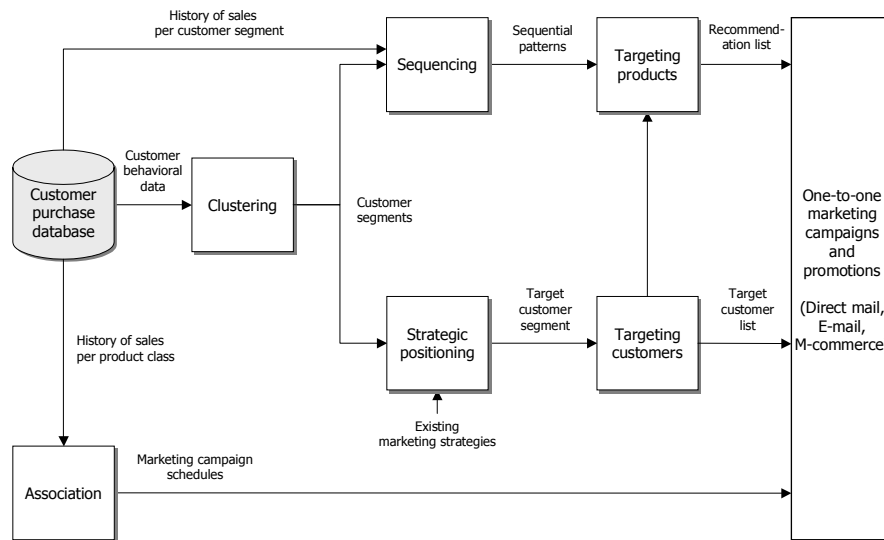 History of sales
per customer segment
Sequencing
Sequential
patterns
Targeting
products
Recommend-
ation list
Customer
purchase
database
Customer
behavioral
data
Clustering
Customer
segments
One-to-one
marketing
campaigns
and
promotions
(Direct mail,
E-mail,
M-commerce
History of sales
per product class
Strategic
positioning
Target
customer
segment
Targeting
customers
Target
customer
list
Existing
marketing strategies
Association
Marketing campaign
schedules